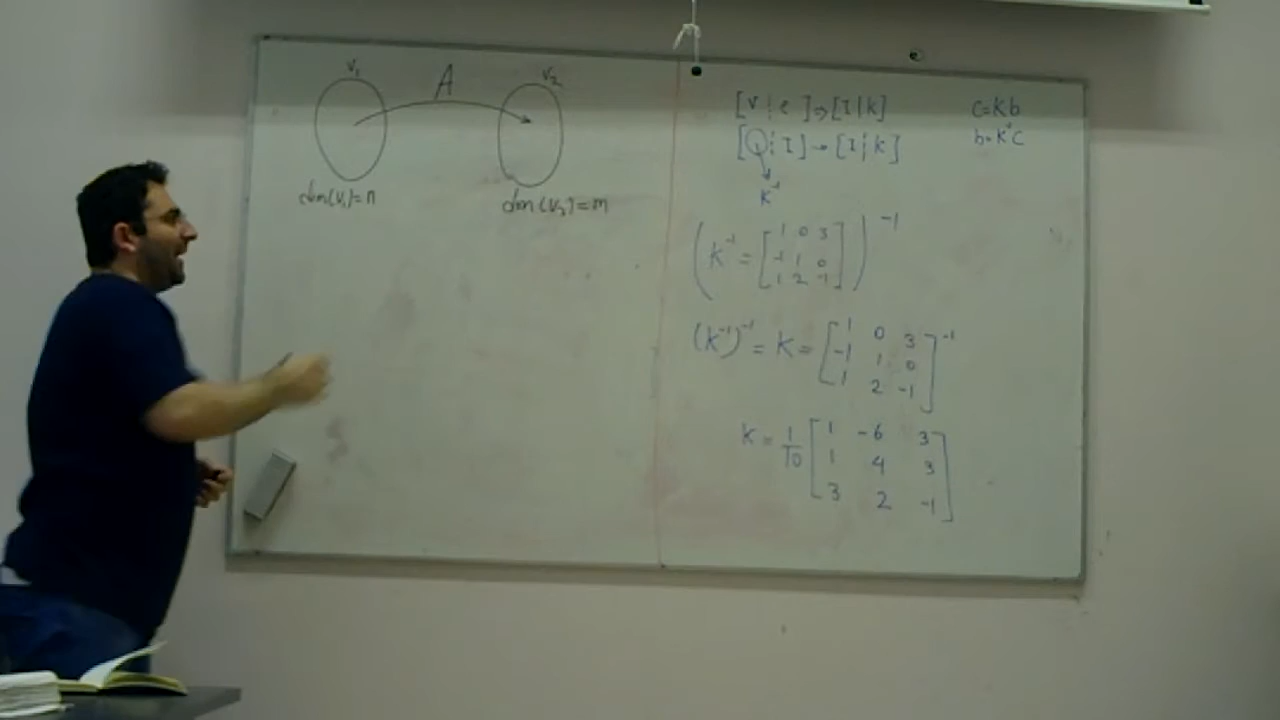 V₁ A V₂
dim(V₁)=n dim(V₂)=m
[V ¦ e ]⇒[I | k]
[Q ¦ I] → [I ¦ k]
k⁻¹
c=Kb
b=K⁻¹c
(k⁻¹ = [1 0 3
-1 1 0
1 2 -1])⁻¹
(k⁻¹)⁻¹ = K = [1 0 3
-1 1 0
1 2 -1]⁻¹
K = 1/10 [1 -6 3
1 4 3
3 2 -1]